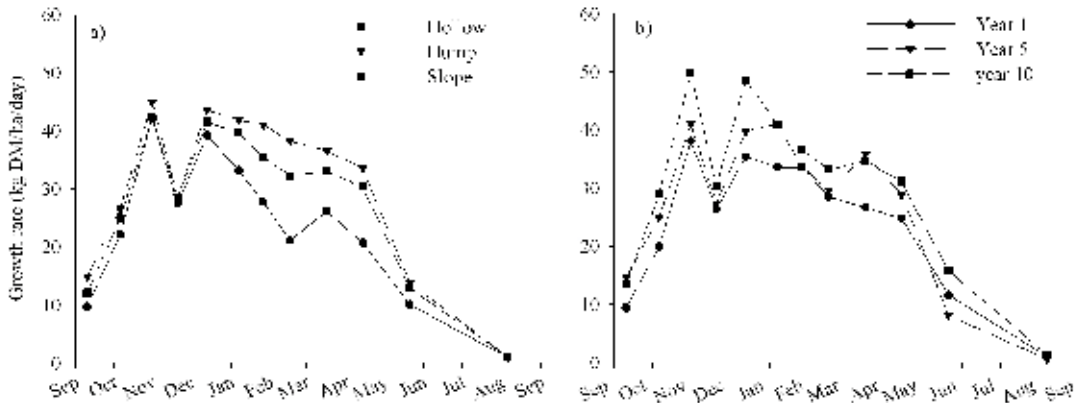 60
50
40
30
20
10
0
Growth rate (kg DM/ha/day)
a)
Hollow
Hump
Slope
Sep Oct Nov Dec Jan Feb Mar Apr May Jun Jul Aug Sep
60
50
40
30
20
10
0
b)
Year 1
Year 5
year 10
Sep Oct Nov Dec Jan Feb Mar Apr May Jun Jul Aug Sep